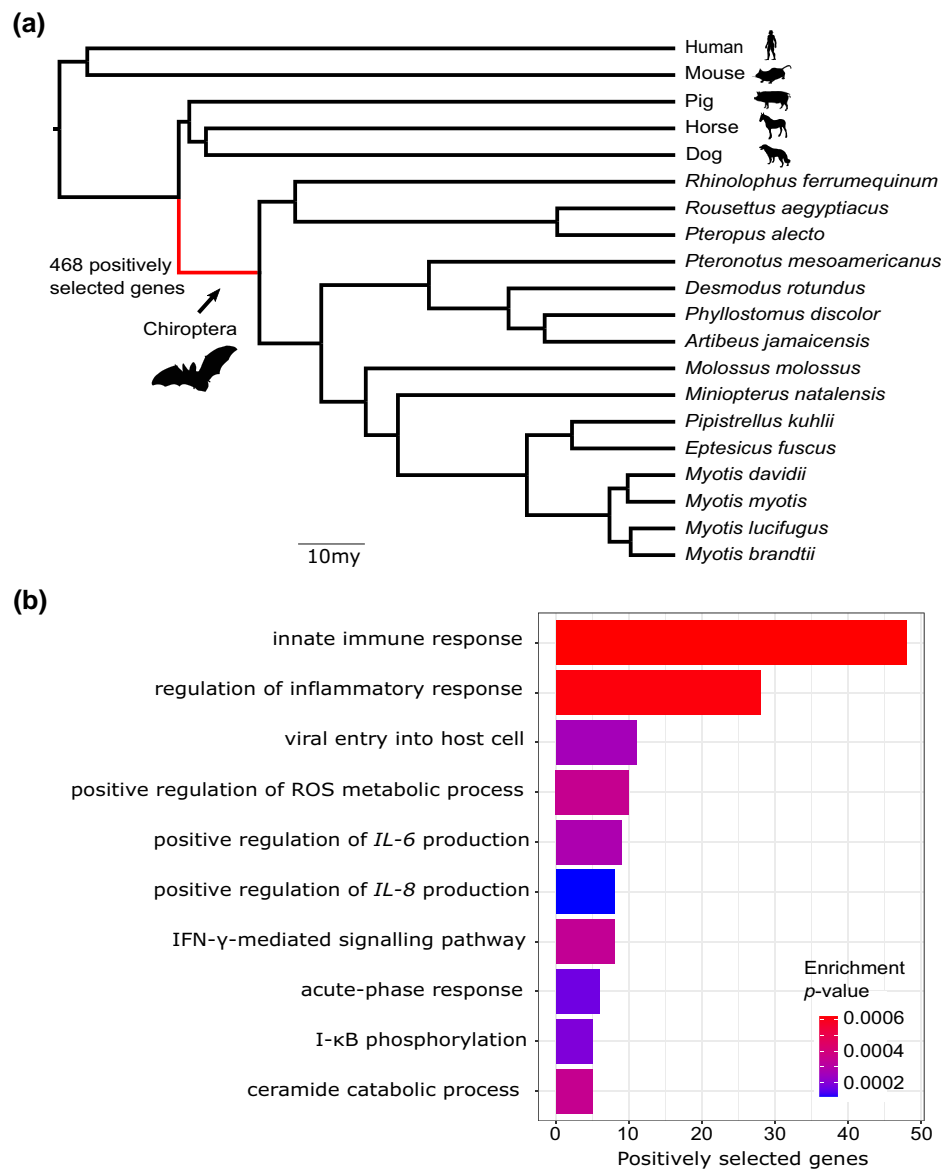 (a)
Human
Mouse
Pig
Horse
Dog
Rhinolophus ferrumequinum
Rousettus aegyptiacus
Pteropus alecto
468 positively
selected genes
Pteronotus mesoamericanus
Desmodus rotundus
Chiroptera
Phyllostomus discolor
Artibeus jamaicensis
Molossus molossus
Miniopterus natalensis
Pipistrellus kuhlii
Eptesicus fuscus
Myotis davidii
Myotis myotis
Myotis lucifugus
Myotis brandtii
10my
(b)
innate immune response
regulation of inflammatory response
viral entry into host cell
positive regulation of ROS metabolic process
positive regulation of IL-6 production
positive regulation of IL-8 production
IFN-γ-mediated signalling pathway
acute-phase response
I-κB phosphorylation
ceramide catabolic process
Enrichment
p-value
0.0006
0.0004
0.0002
0 10 20 30 40 50
Positively selected genes